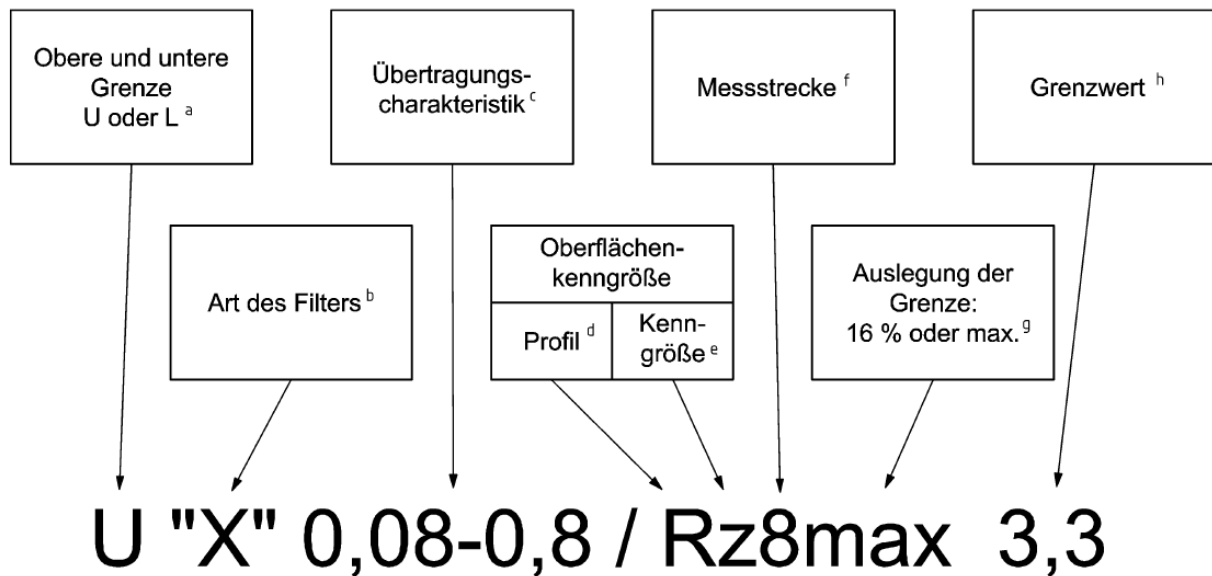 Obere und untere
Grenze
U oder L a
Übertragungs-
charakteristik c
Messstrecke f
Grenzwert h
Art des Filters b
Oberflächen-
kenngröße
Profil d
Kenn-
größe e
Auslegung der
Grenze:
16 % oder max. g
U "X" 0,08-0,8 / Rz8max 3,3